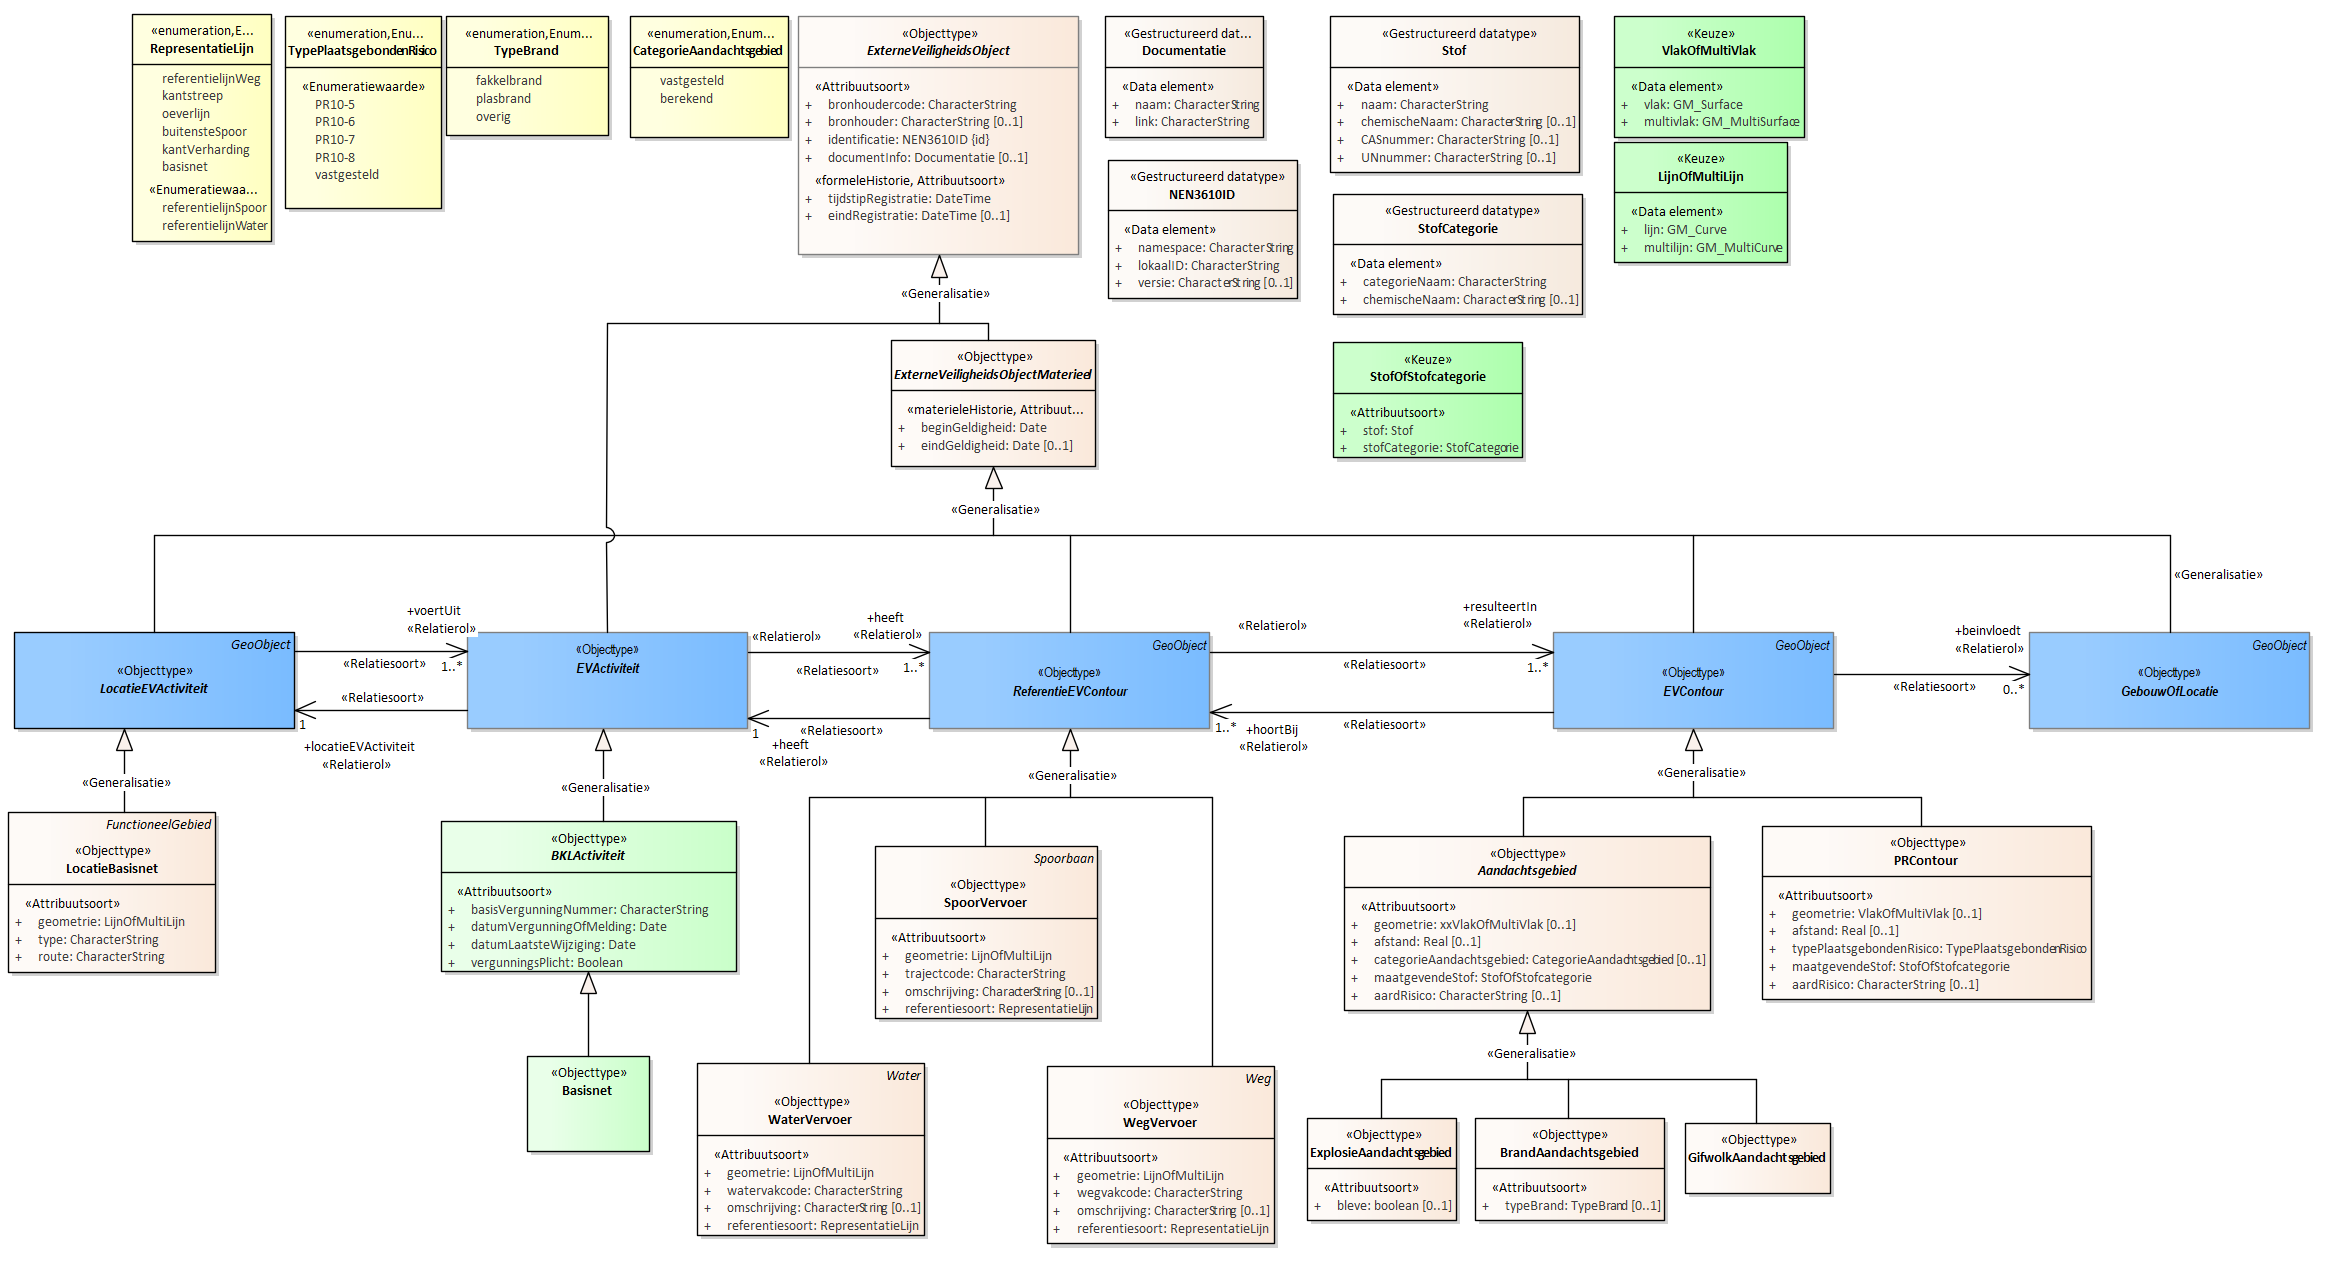 «enumeration,E...
RepresentatieLijn
referentielijnWeg
kantstreep
oeverlijn
buitensteSpoor
kantVerharding
basisnet
«Enumeratiewaa...
referentielijnSpoor
referentielijnWater
«enumeration,Enu...
TypePlaatsgebondenRisico
«Enumeratiewaarde»
PR10-5
PR10-6
PR10-7
PR10-8
vastgesteld
«enumeration,Enum...
TypeBrand
fakkelbrand
plasbrand
overig
«enumeration,Enum...
CategorieAandachtsgebied
vastgesteld
berekend
«Objecttype»
ExterneVeiligheidsObject
«Attribuutsoort»
+ bronhoudercode: CharacterString
+ bronhouder: CharacterString [0..1]
+ identificatie: NEN3610ID {id}
+ documentInfo: Documentatie [0..1]
«formeleHistorie, Attribuutsoort»
+ tijdstipRegistratie: DateTime
+ eindRegistratie: DateTime [0..1]
«Gestructureerd dat...
Documentatie
«Data element»
+ naam: CharacterString
+ link: CharacterString
«Gestructureerd datatype»
NEN3610ID
«Data element»
+ namespace: CharacterString
+ lokaalID: CharacterString
+ versie: CharacterString [0..1]
«Gestructureerd datatype»
Stof
«Data element»
+ naam: CharacterString
+ chemischeNaam: CharacterString [0..1]
+ CASnummer: CharacterString [0..1]
+ UNnummer: CharacterString [0..1]
«Gestructureerd datatype»
StofCategorie
«Data element»
+ categorieNaam: CharacterString
+ chemischeNaam: CharacterString [0..1]
«Keuze»
StofOfStofcategorie
«Attribuutsoort»
+ stof: Stof
+ stofCategorie: StofCategorie
«Keuze»
VlakOfMultiVlak
«Data element»
+ vlak: GM_Surface
+ multivlak: GM_MultiSurface
«Keuze»
LijnOfMultiLijn
«Data element»
+ lijn: GM_Curve
+ multilijn: GM_MultiCurve
«Generalisatie»
«Objecttype»
ExterneVeiligheidsObjectMaterieel
«materieleHistorie, Attribuut...
+ beginGeldigheid: Date
+ eindGeldigheid: Date [0..1]
«Generalisatie»
«Generalisatie»
GeoObject
«Objecttype»
LocatieEVActiviteit
+voertUit
«Relatierol»
«Relatiesoort»
1..*
«Relatiesoort»
1
+locatieEVActiviteit
«Relatierol»
«Objecttype»
EVActiviteit
«Relatierol»
+heeft
«Relatierol»
«Relatiesoort»
1..*
«Relatiesoort»
1
+heeft
«Relatierol»
GeoObject
«Objecttype»
ReferentieEVContour
«Relatierol»
+resulteertIn
«Relatierol»
«Relatiesoort»
1..*
«Relatiesoort»
1..*
+hoortBij
«Relatierol»
GeoObject
«Objecttype»
EVContour
+beinvloedt
«Relatierol»
«Relatiesoort»
0..*
GeoObject
«Objecttype»
GebouwOfLocatie
«Generalisatie»
FunctioneelGebied
«Objecttype»
LocatieBasisnet
«Attribuutsoort»
+ geometrie: LijnOfMultiLijn
+ type: CharacterString
+ route: CharacterString
«Generalisatie»
«Objecttype»
BKLActiviteit
«Attribuutsoort»
+ basisVergunningNummer: CharacterString
+ datumVergunningOfMelding: Date
+ datumLaatsteWijziging: Date
+ vergunningsPlicht: Boolean
«Objecttype»
Basisnet
«Generalisatie»
Spoorbaan
«Objecttype»
SpoorVervoer
«Attribuutsoort»
+ geometrie: LijnOfMultiLijn
+ trajectcode: CharacterString
+ omschrijving: CharacterString [0..1]
+ referentiesoort: RepresentatieLijn
Water
«Objecttype»
WaterVervoer
«Attribuutsoort»
+ geometrie: LijnOfMultiLijn
+ watervakcode: CharacterString
+ omschrijving: CharacterString [0..1]
+ referentiesoort: RepresentatieLijn
Weg
«Objecttype»
WegVervoer
«Attribuutsoort»
+ geometrie: LijnOfMultiLijn
+ wegvakcode: CharacterString
+ omschrijving: CharacterString [0..1]
+ referentiesoort: RepresentatieLijn
«Generalisatie»
«Objecttype»
Aandachtsgebied
«Attribuutsoort»
+ geometrie: xxVlakOfMultiVlak [0..1]
+ afstand: Real [0..1]
+ categorieAandachtsgebied: CategorieAandachtsgebied [0..1]
+ maatgevendeStof: StofOfStofcategorie
+ aardRisico: CharacterString [0..1]
«Objecttype»
PRContour
«Attribuutsoort»
+ geometrie: VlakOfMultiVlak [0..1]
+ afstand: Real [0..1]
+ typePlaatsgebondenRisico: TypePlaatsgebondenRisico
+ maatgevendeStof: StofOfStofcategorie
+ aardRisico: CharacterString [0..1]
«Generalisatie»
«Objecttype»
ExplosieAandachtsgebied
«Attribuutsoort»
+ bleve: boolean [0..1]
«Objecttype»
BrandAandachtsgebied
«Attribuutsoort»
+ typeBrand: TypeBrand [0..1]
«Objecttype»
GifwolkAandachtsgebied